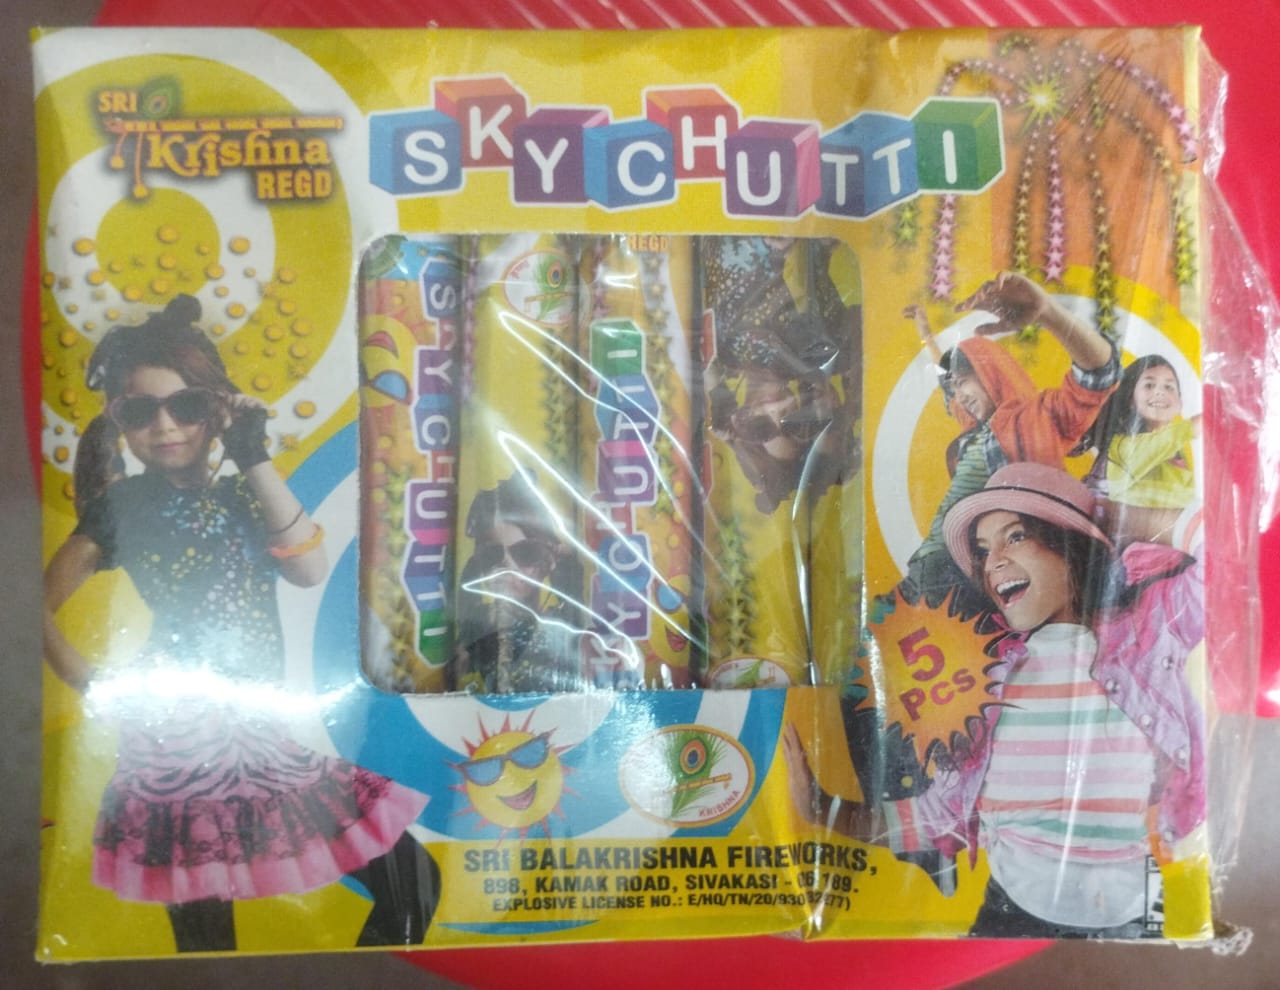 SRI
Krishna
REGD
SKYCHUTTI
REGD
SKYCHUTTI
5
PCS
KRISHNA
SRI BALAKRISHNA FIREWORKS,
898, KAMAK ROAD, SIVAKASI -
EXPLOSIVE LICENSE NO.: